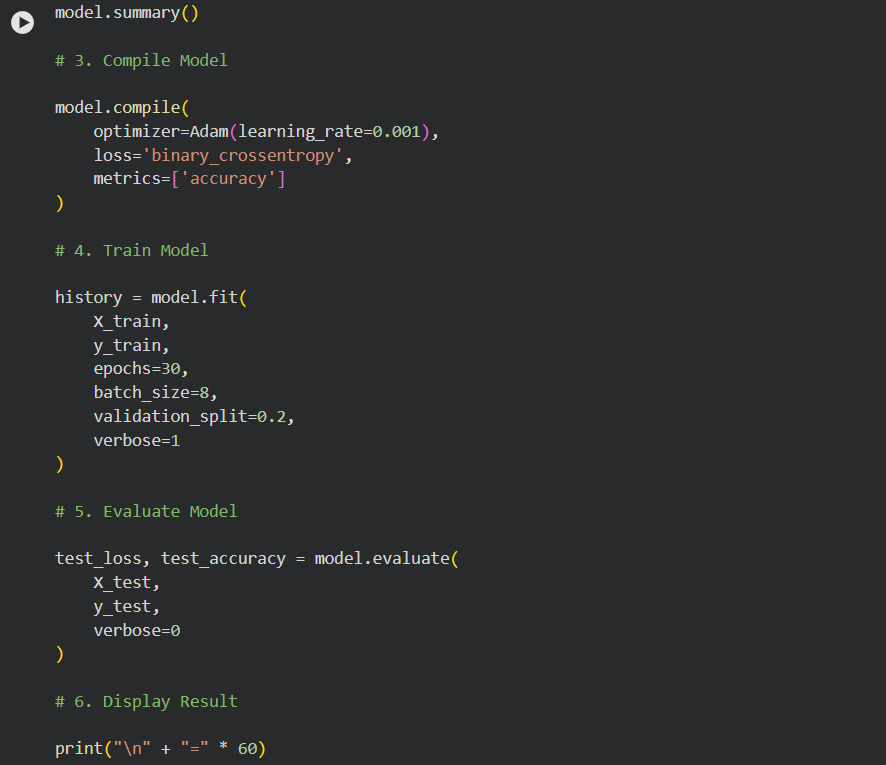 model.summary()
# 3. Compile Model
model.compile(
    optimizer=Adam(learning_rate=0.001),
    loss='binary_crossentropy',
    metrics=['accuracy']
)
# 4. Train Model
history = model.fit(
    X_train,
    y_train,
    epochs=30,
    batch_size=8,
    validation_split=0.2,
    verbose=1
)
# 5. Evaluate Model
test_loss, test_accuracy = model.evaluate(
    X_test,
    y_test,
    verbose=0
)
# 6. Display Result
print("\n" + "=" * 60)